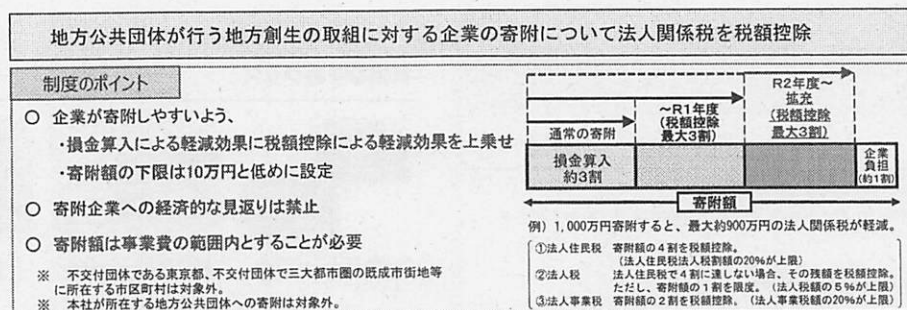 地方公共団体が行う地方創生の取組に対する企業の寄附について法人関係税を税額控除
制度のポイント
○ 企業が寄附しやすいよう、
・損金算入による軽減効果に税額控除による軽減効果を上乗せ
・寄附額の下限は10万円と低めに設定
○ 寄附企業への経済的な見返りは禁止
○ 寄附額は事業費の範囲内とすることが必要
※ 不交付団体である東京都、不交付団体で三大都市圏の既成市街地等
に所在する市区町村は対象外。
※ 本社が所在する地方公共団体への寄附は対象外。
通常の寄附
～R1年度
(税額控除
最大3割)
R2年度～
拡充
(税額控除
最大3割)
損金算入
約3割
企業
負担
(約1割)
寄附額
例) 1,000万円寄附すると、最大約900万円の法人関係税が軽減。
①法人住民税 寄附額の4割を税額控除。
(法人住民税法人税割額の20%が上限)
②法人税 法人住民税で4割に達しない場合、その残額を税額控除。
ただし、寄附額の1割を限度。(法人税額の5%が上限)
③法人事業税 寄附額の2割を税額控除。(法人事業税額の20%が上限)